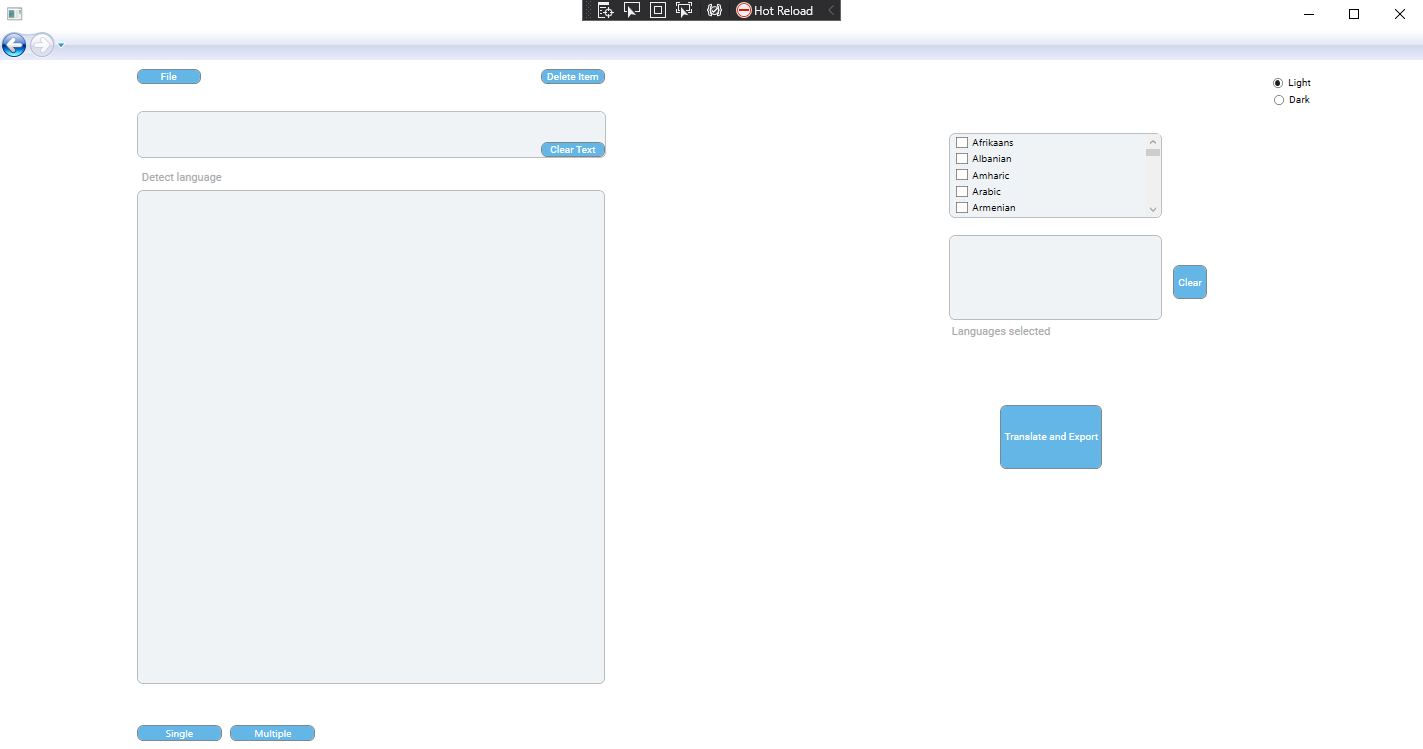 Hot Reload
File
Delete Item
Clear Text
Detect language
Single
Multiple
Light
Dark
Afrikaans
Albanian
Amharic
Arabic
Armenian
Clear
Languages selected
Translate and Export